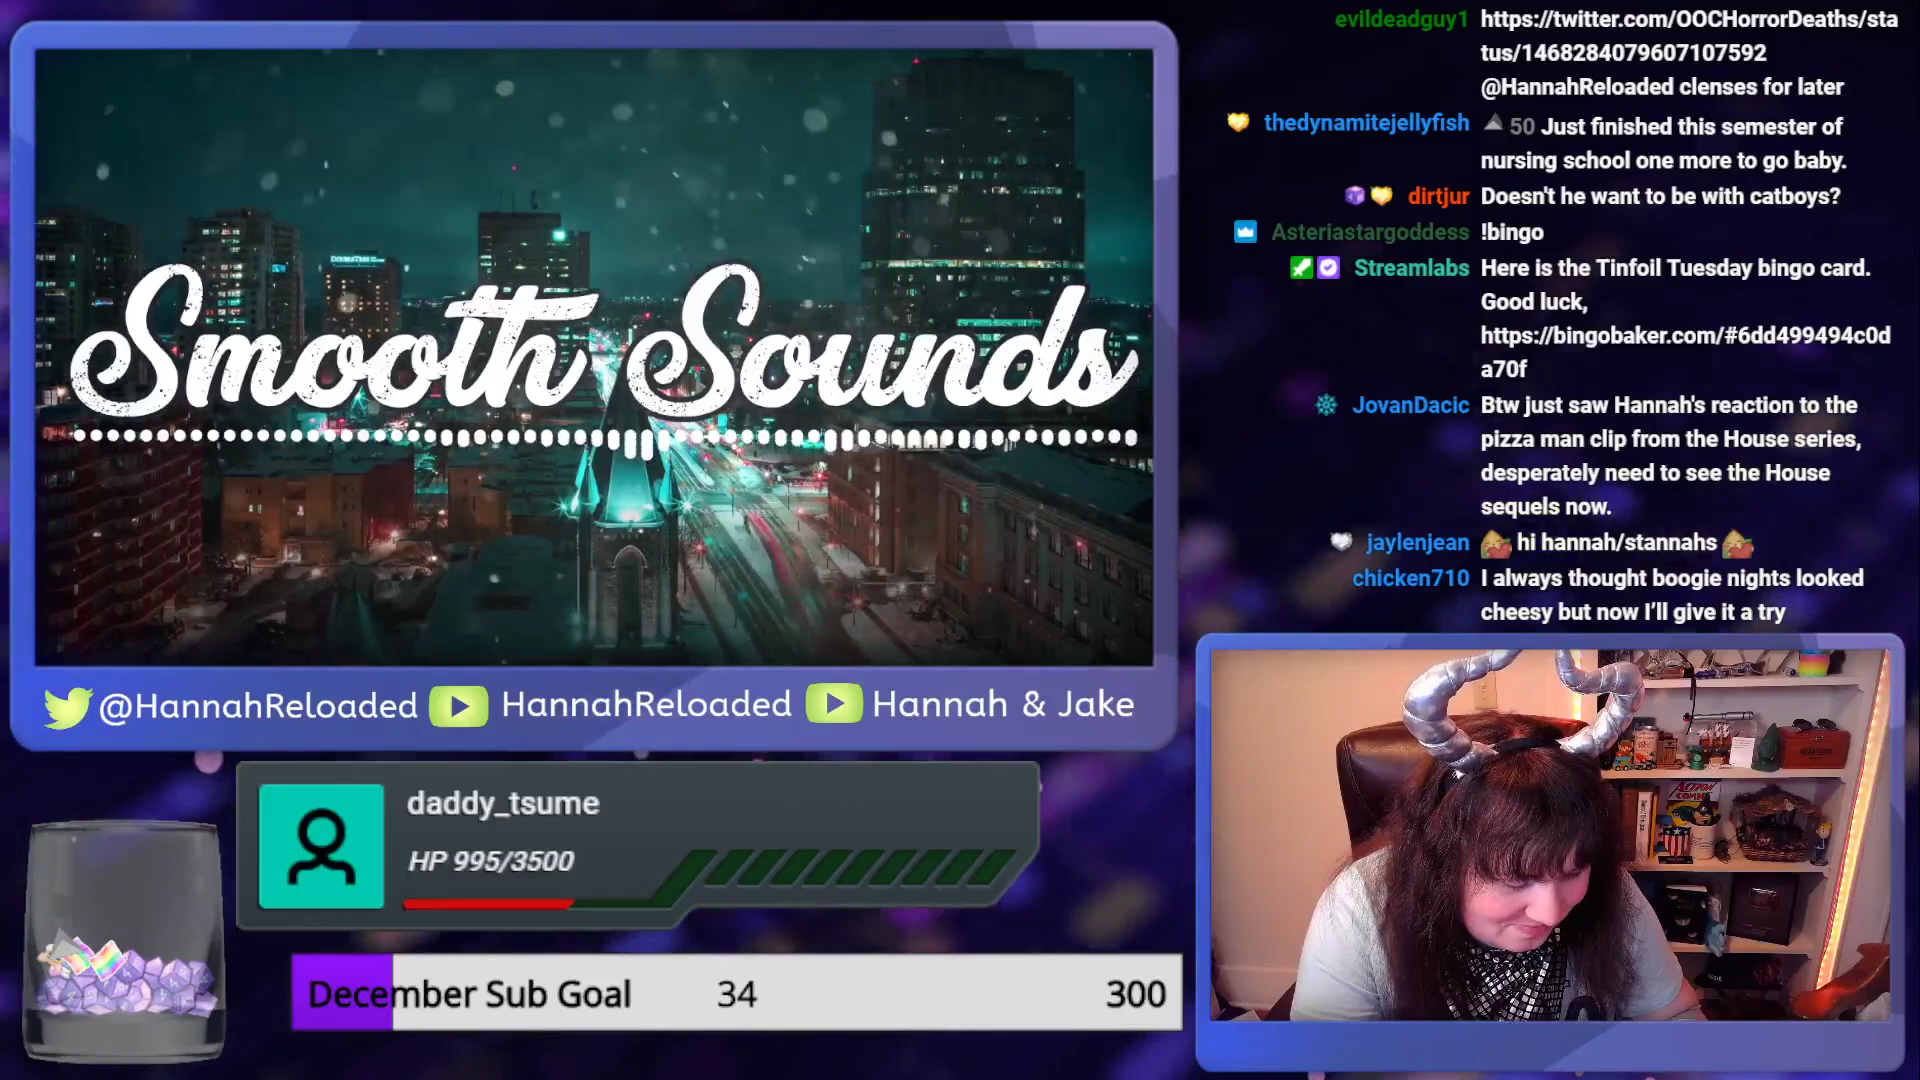 Smooth Sounds
@HannahReloaded HannahReloaded Hannah & Jake
daddy_tsume
HP 995/3500
December Sub Goal 34 300
evildeadguy1 https://twitter.com/OOCHorrorDeaths/sta
tus/1468284079607107592
@HannahReloaded clenses for later
thedynamitejellyfish 50 Just finished this semester of
nursing school one more to go baby.
dirtjur Doesn't he want to be with catboys?
Asteriastargoddess !bingo
Streamlabs Here is the Tinfoil Tuesday bingo card.
Good luck,
https://bingobaker.com/#6dd499494c0d
a70f
JovanDacic Btw just saw Hannah's reaction to the
pizza man clip from the House series,
desperately need to see the House
sequels now.
jaylenjean hi hannah/stannahs
chicken710 I always thought boogie nights looked
cheesy but now I’ll give it a try
ACTION
COMICS